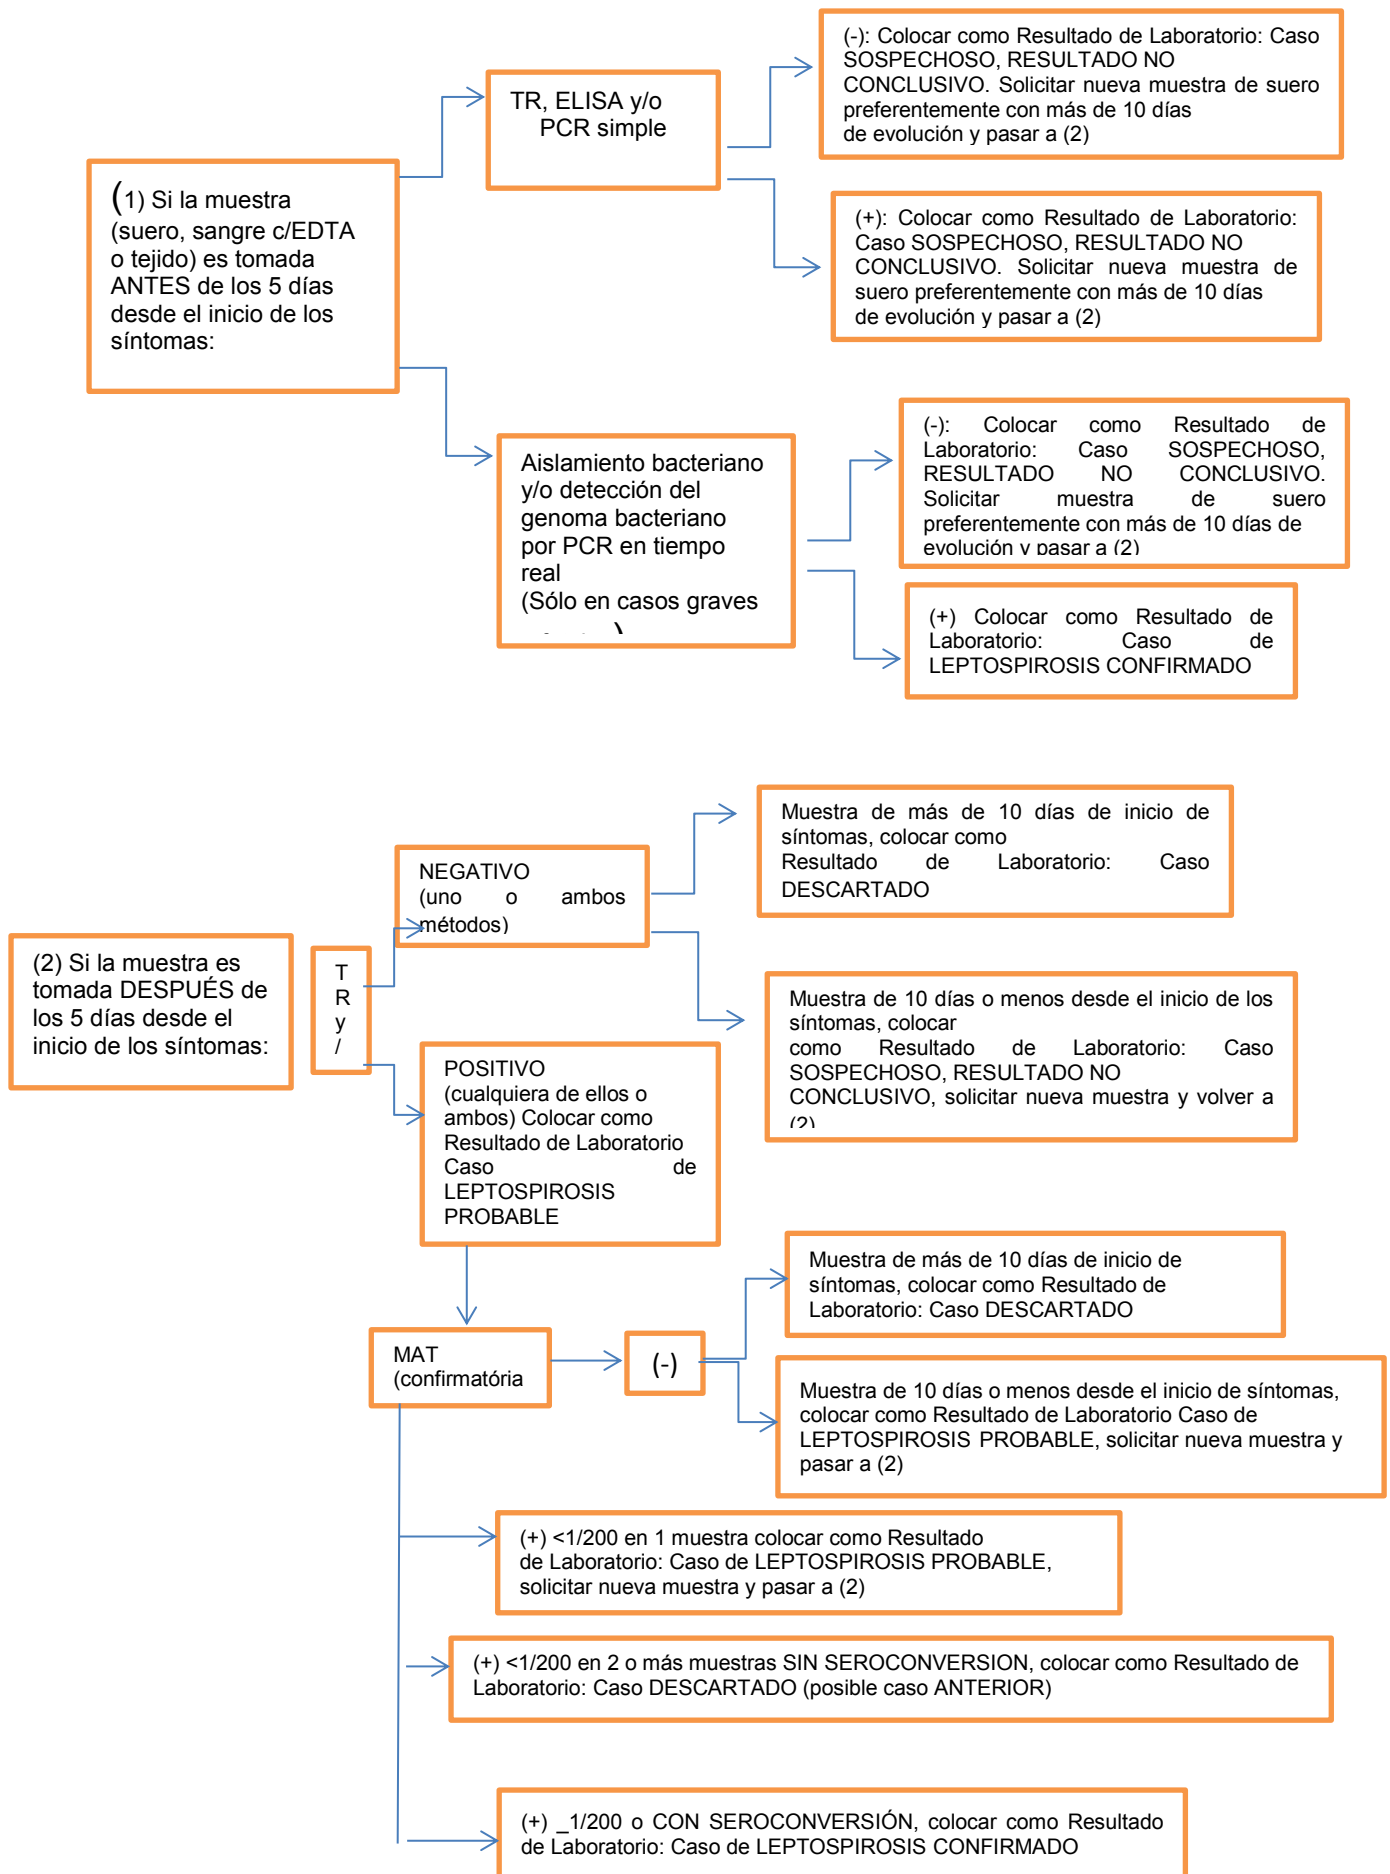 (-): Colocar como Resultado de Laboratorio: Caso
SOSPECHOSO, RESULTADO NO
CONCLUSIVO. Solicitar nueva muestra de suero
preferentemente con más de 10 días
de evolución y pasar a (2)
TR, ELISA y/o
PCR simple
(1) Si la muestra
(suero, sangre c/EDTA
o tejido) es tomada
ANTES de los 5 días
desde el inicio de los
síntomas:
(+): Colocar como Resultado de Laboratorio:
Caso SOSPECHOSO, RESULTADO NO
CONCLUSIVO. Solicitar nueva muestra de
suero preferentemente con más de 10 días
de evolución y pasar a (2)
(-): Colocar como Resultado de
Laboratorio: Caso SOSPECHOSO,
RESULTADO NO CONCLUSIVO.
Solicitar muestra de suero
preferentemente con más de 10 días de
evolución y pasar a (2)
Aislamiento bacteriano
y/o detección del
genoma bacteriano
por PCR en tiempo
real
(Sólo en casos graves
(+) Colocar como Resultado de
Laboratorio: Caso de
LEPTOSPIROSIS CONFIRMADO
Muestra de más de 10 días de inicio de
síntomas, colocar como
Resultado de Laboratorio: Caso
DESCARTADO
NEGATIVO
(uno o ambos
métodos)
(2) Si la muestra es
tomada DESPUÉS de
los 5 días desde el
inicio de los síntomas:
T
R
y
/
Muestra de 10 días o menos desde el inicio de los
síntomas, colocar
como Resultado de Laboratorio: Caso
SOSPECHOSO, RESULTADO NO
CONCLUSIVO, solicitar nueva muestra y volver a
(2)
POSITIVO
(cualquiera de ellos o
ambos) Colocar como
Resultado de Laboratorio
Caso de
LEPTOSPIROSIS
PROBABLE
Muestra de más de 10 días de inicio de
síntomas, colocar como Resultado de
Laboratorio: Caso DESCARTADO
MAT
(confirmatória
(-)
Muestra de 10 días o menos desde el inicio de síntomas,
colocar como Resultado de Laboratorio Caso de
LEPTOSPIROSIS PROBABLE, solicitar nueva muestra y
pasar a (2)
(+) <1/200 en 1 muestra colocar como Resultado
de Laboratorio: Caso de LEPTOSPIROSIS PROBABLE,
solicitar nueva muestra y pasar a (2)
(+) <1/200 en 2 o más muestras SIN SEROCONVERSION, colocar como Resultado de
Laboratorio: Caso DESCARTADO (posible caso ANTERIOR)
(+) _1/200 o CON SEROCONVERSIÓN, colocar como Resultado
de Laboratorio: Caso de LEPTOSPIROSIS CONFIRMADO